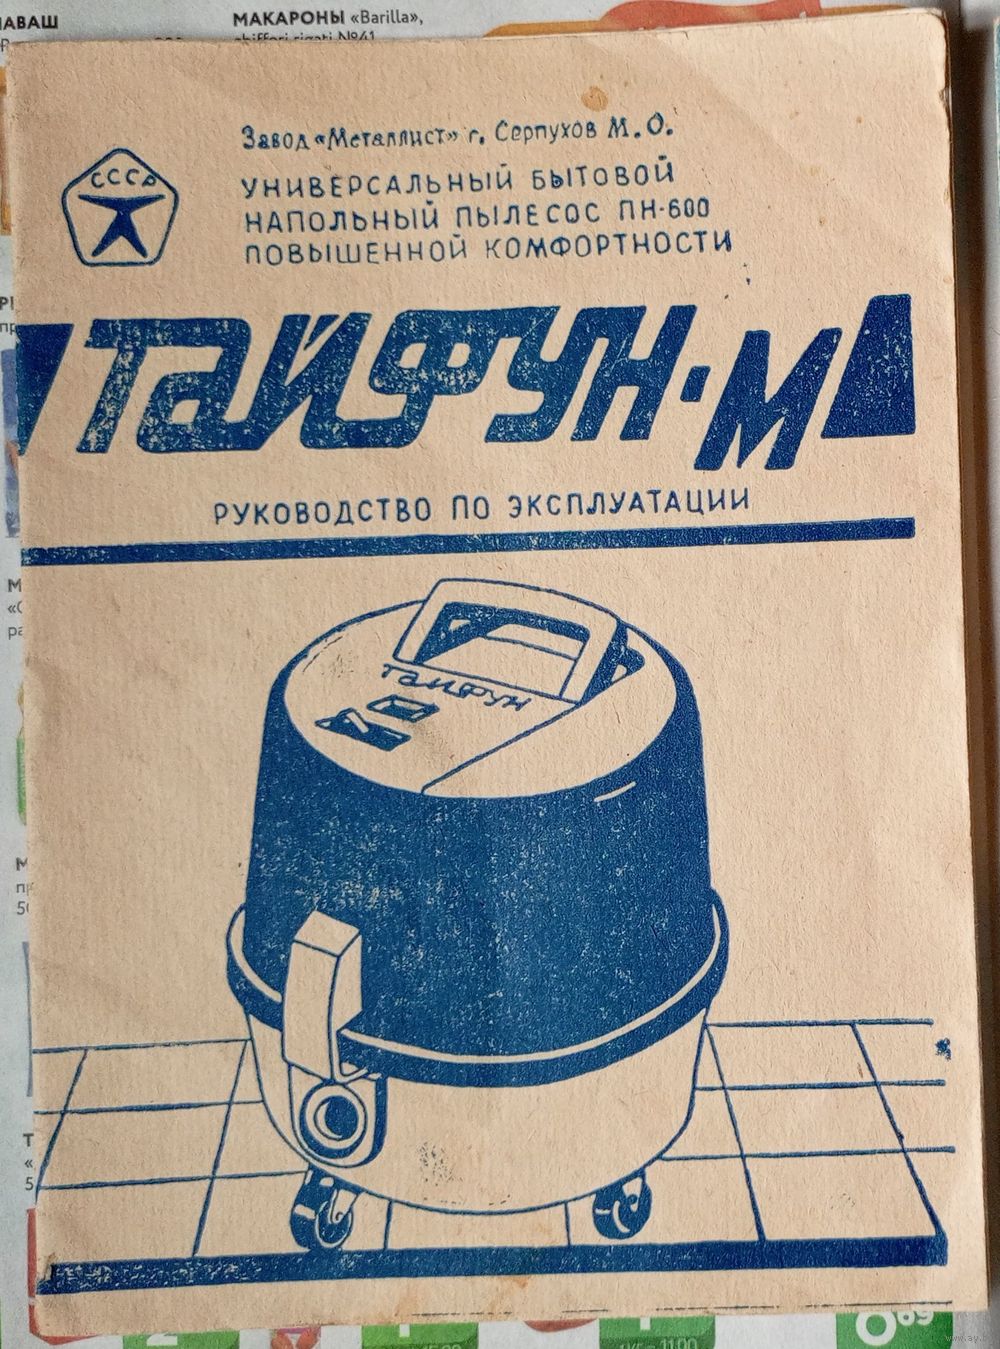 МАКАРОНЫ «Barilla»,
Завод «Металлист» г. Серпухов М.О.
СССР
УНИВЕРСАЛЬНЫЙ БЫТОВОЙ
НАПОЛЬНЫЙ ПЫЛЕСОС ПН-600
ПОВЫШЕННОЙ КОМФОРТНОСТИ
ТАЙФУН-М
РУКОВОДСТВО ПО ЭКСПЛУАТАЦИИ
ТАЙФУН